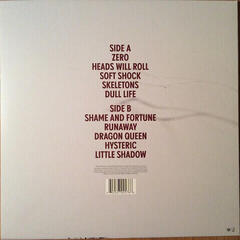 SIDE A
ZERO
HEADS WILL ROLL
SOFT SHOCK
SKELETONS
DULL LIFE
SIDE B
SHAME AND FORTUNE
RUNAWAY
DRAGON QUEEN
HYSTERIC
LITTLE SHADOW